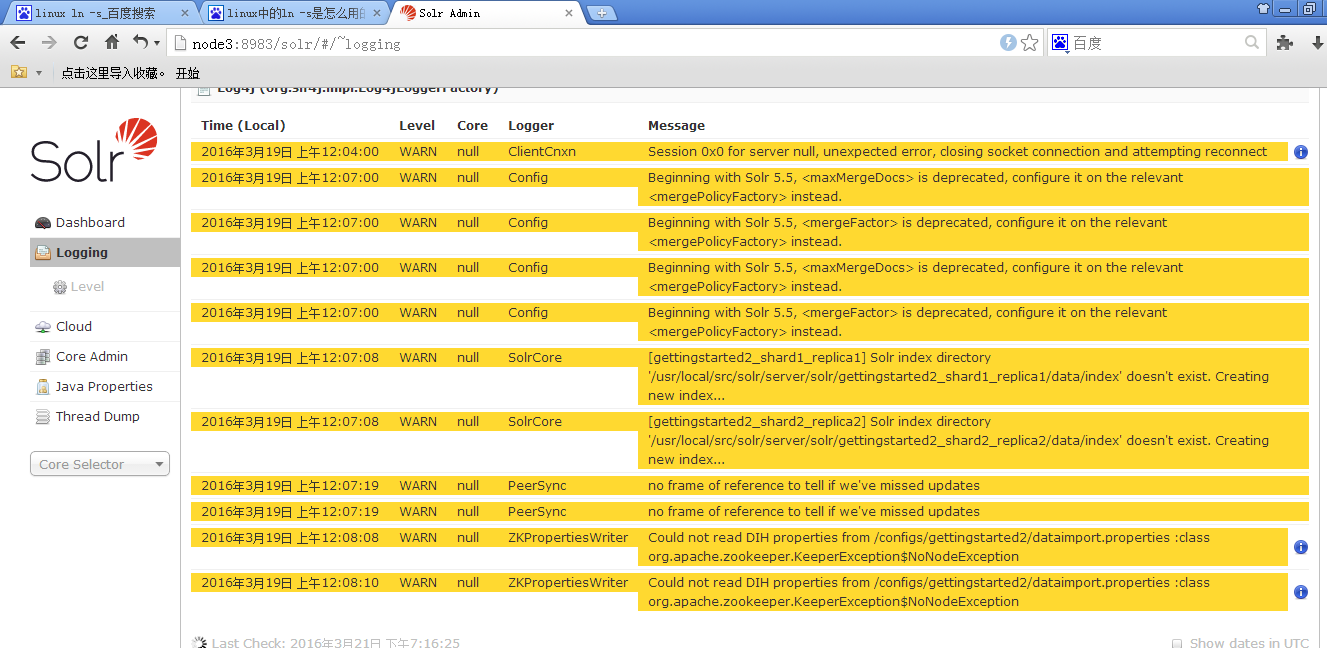 linux ln -s_百度搜索
linux中的ln -s是怎么用的
Solr Admin
node3:8983/solr/#/~logging
百度
点击这里导入收藏。 开始
Log4j (org.slf4j.impl.Log4jLoggerFactory)
Solr
Dashboard
Logging
Level
Cloud
Core Admin
Java Properties
Thread Dump
Core Selector
Time (Local) Level Core Logger Message
2016年3月19日 上午12:04:00 WARN null ClientCnxn Session 0x0 for server null, unexpected error, closing socket connection and attempting reconnect
2016年3月19日 上午12:07:00 WARN null Config Beginning with Solr 5.5, <maxMergeDocs> is deprecated, configure it on the relevant
<mergePolicyFactory> instead.
2016年3月19日 上午12:07:00 WARN null Config Beginning with Solr 5.5, <mergeFactor> is deprecated, configure it on the relevant
<mergePolicyFactory> instead.
2016年3月19日 上午12:07:00 WARN null Config Beginning with Solr 5.5, <maxMergeDocs> is deprecated, configure it on the relevant
<mergePolicyFactory> instead.
2016年3月19日 上午12:07:00 WARN null Config Beginning with Solr 5.5, <mergeFactor> is deprecated, configure it on the relevant
<mergePolicyFactory> instead.
2016年3月19日 上午12:07:08 WARN null SolrCore [gettingstarted2_shard1_replica1] Solr index directory
'/usr/local/src/solr/server/solr/gettingstarted2_shard1_replica1/data/index' doesn't exist. Creating
new index...
2016年3月19日 上午12:07:08 WARN null SolrCore [gettingstarted2_shard2_replica2] Solr index directory
'/usr/local/src/solr/server/solr/gettingstarted2_shard2_replica2/data/index' doesn't exist. Creating
new index...
2016年3月19日 上午12:07:19 WARN null PeerSync no frame of reference to tell if we've missed updates
2016年3月19日 上午12:07:19 WARN null PeerSync no frame of reference to tell if we've missed updates
2016年3月19日 上午12:08:08 WARN null ZKPropertiesWriter Could not read DIH properties from /configs/gettingstarted2/dataimport.properties :class
org.apache.zookeeper.KeeperException$NoNodeException
2016年3月19日 上午12:08:10 WARN null ZKPropertiesWriter Could not read DIH properties from /configs/gettingstarted2/dataimport.properties :class
org.apache.zookeeper.KeeperException$NoNodeException
Last Check: 2016年3月21日 下午7:16:25
Show dates in UTC